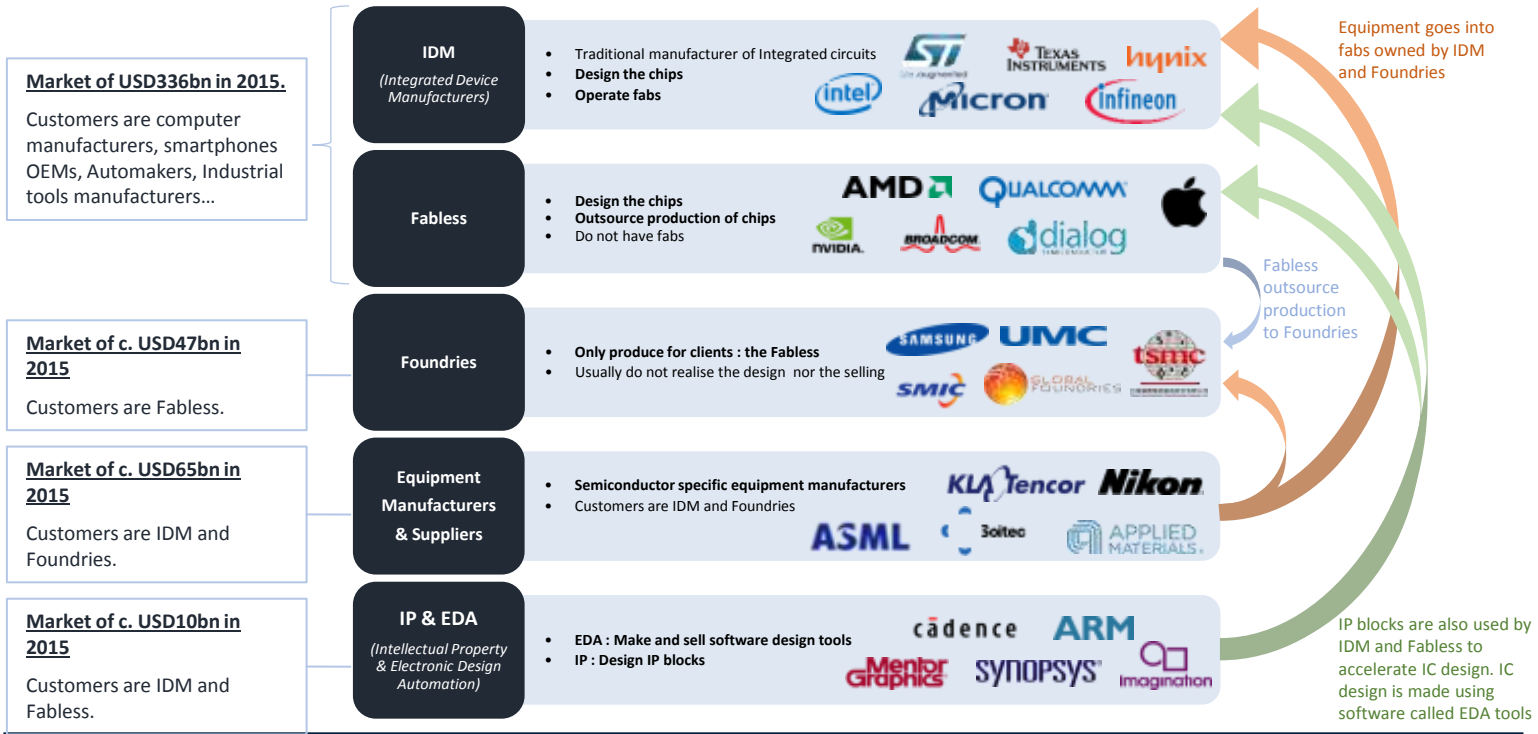 Market of USD336bn in 2015.
Customers are computer
manufacturers, smartphones
OEMs, Automakers, Industrial
tools manufacturers…
IDM
(Integrated Device
Manufacturers)
• Traditional manufacturer of Integrated circuits
• Design the chips
• Operate fabs
ST
life.augmented
TEXAS
INSTRUMENTS
hynix
intel
Micron
infineon
Equipment goes into
fabs owned by IDM
and Foundries
Fabless
• Design the chips
• Outsource production of chips
• Do not have fabs
AMD
QUALCOMM
NVIDIA.
BROADCOM.
dialog
SEMICONDUCTOR
Fabless
outsource
production
to Foundries
Market of c. USD47bn in
2015
Customers are Fabless.
Foundries
• Only produce for clients : the Fabless
• Usually do not realise the design nor the selling
SAMSUNG
UMC
tsmc
SMIC
GLOBAL
FOUNDRIES
Market of c. USD65bn in
2015
Customers are IDM and
Foundries.
Equipment
Manufacturers
& Suppliers
• Semiconductor specific equipment manufacturers
• Customers are IDM and Foundries
KLA Tencor
Nikon
ASML
Soitec
APPLIED
MATERIALS®
Market of c. USD10bn in
2015
Customers are IDM and
Fabless.
IP & EDA
(Intellectual Property
& Electronic Design
Automation)
• EDA : Make and sell software design tools
• IP : Design IP blocks
cādence
ARM
Mentor
Graphics
SYNOPSYS®
Imagination
IP blocks are also used by
IDM and Fabless to
accelerate IC design. IC
design is made using
software called EDA tools